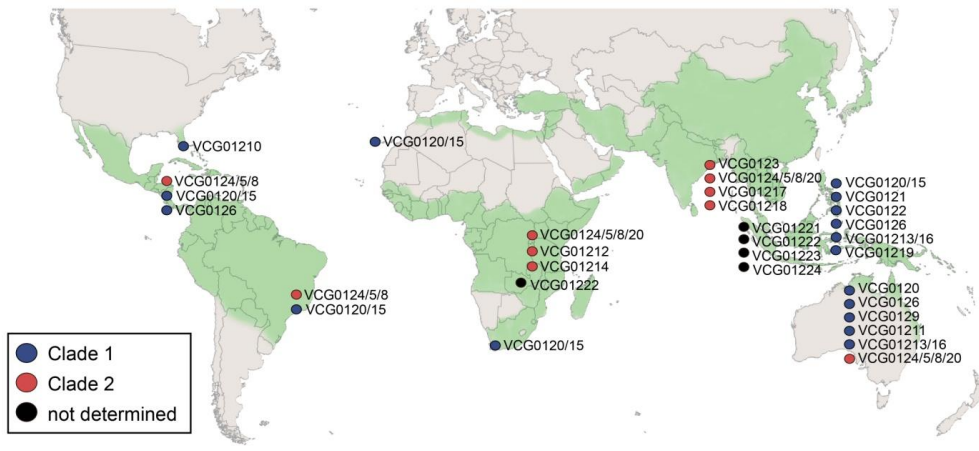 VCG01210
VCG0124/5/8
VCG0120/15
VCG0126
VCG0124/5/8
VCG0120/15
VCG0120/15
VCG0124/5/8/20
VCG01212
VCG01214
VCG01222
VCG0120/15
VCG0123
VCG0124/5/8/20
VCG01217
VCG01218
VCG01221
VCG01222
VCG01223
VCG01224
VCG0120/15
VCG0121
VCG0122
VCG0126
VCG01213/16
VCG01219
VCG0120
VCG0126
VCG0129
VCG01211
VCG01213/16
VCG0124/5/8/20
Clade 1
Clade 2
not determined